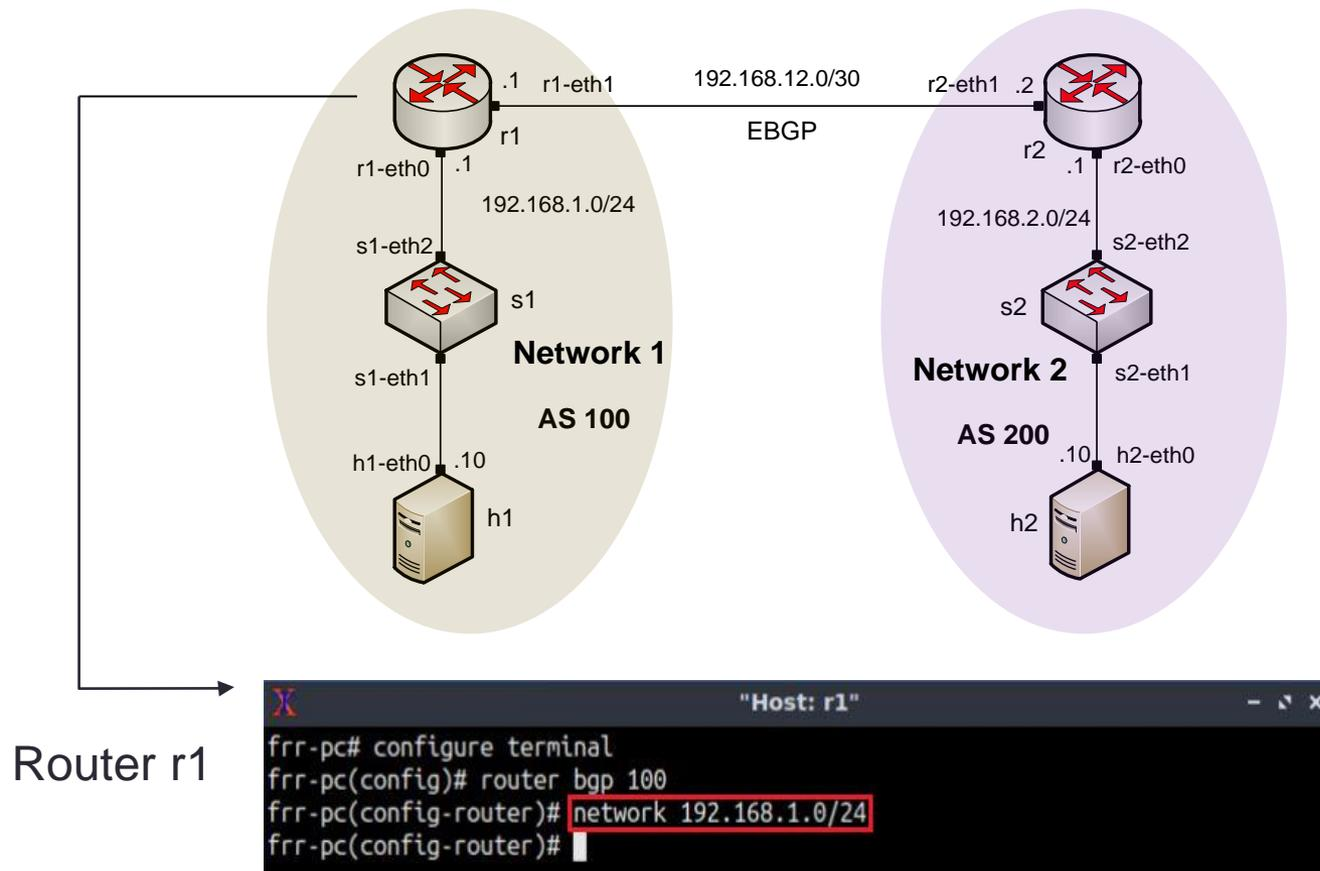 .1 r1-eth1 192.168.12.0/30 r2-eth1 .2
EBGP
r1
r2
r1-eth0 .1
.1 r2-eth0
192.168.1.0/24
192.168.2.0/24
s1-eth2
s2-eth2
s1
s2
Network 1
Network 2
s1-eth1
s2-eth1
AS 100
AS 200
h1-eth0 .10
.10 h2-eth0
h1
h2
Router r1
"Host: r1"
frr-pc# configure terminal
frr-pc(config)# router bgp 100
frr-pc(config-router)# network 192.168.1.0/24
frr-pc(config-router)#